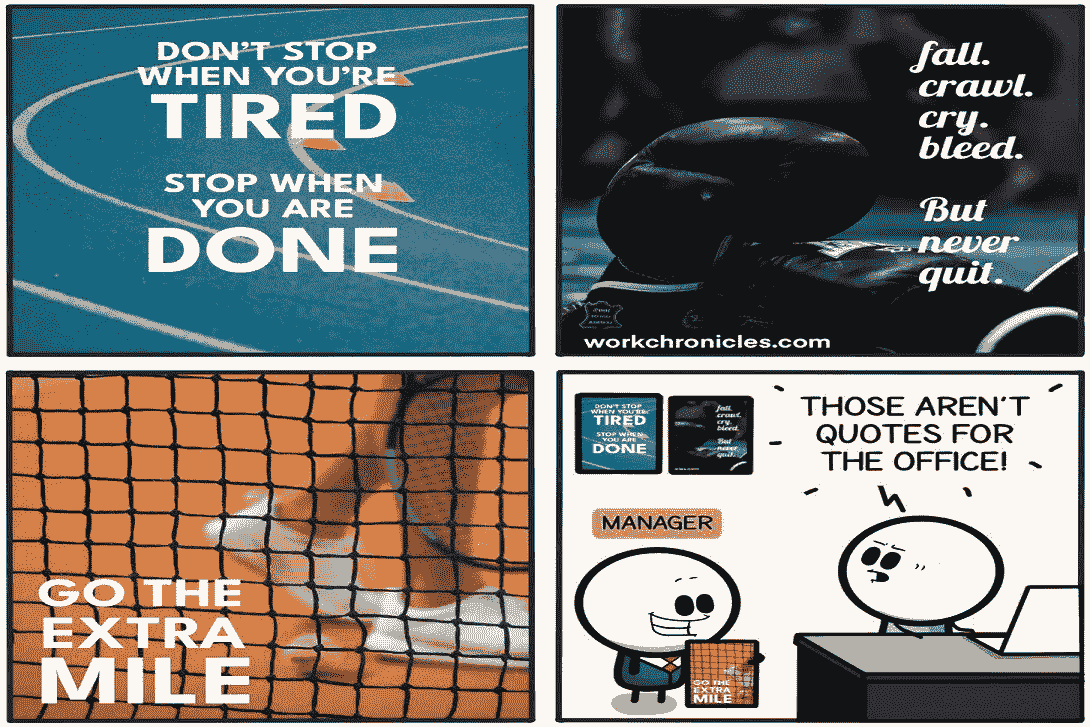 DON'T STOP
WHEN YOU'RE
TIRED
STOP WHEN
YOU ARE
DONE
fall.
crawl.
cry.
bleed.
But
never
quit.
workchronicles.com
GO THE
EXTRA
MILE
DON'T STOP
WHEN YOU'RE
TIRED
STOP WHEN
YOU ARE
DONE
fall.
crawl.
cry.
bleed.
But
never
quit.
THOSE AREN'T
QUOTES FOR
THE OFFICE!
MANAGER
GO THE
EXTRA
MILE